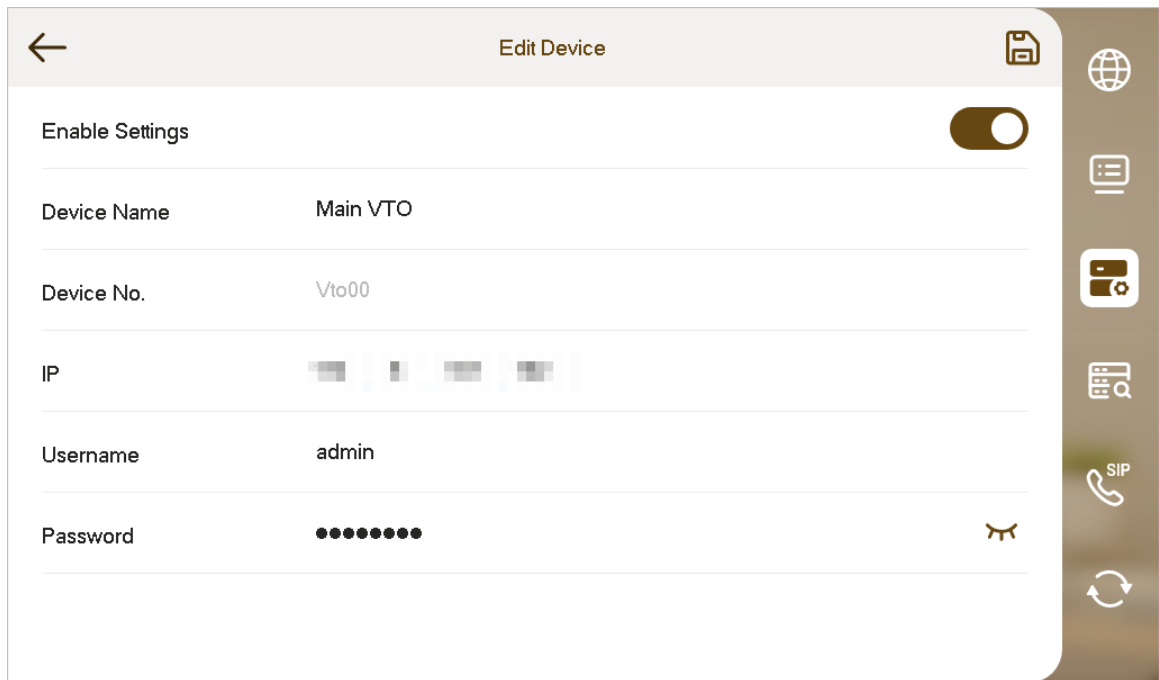 Edit Device
Enable Settings
Device Name Main VTO
Device No. Vto00
IP
Username admin
Password ●●●●●●●●
SIP